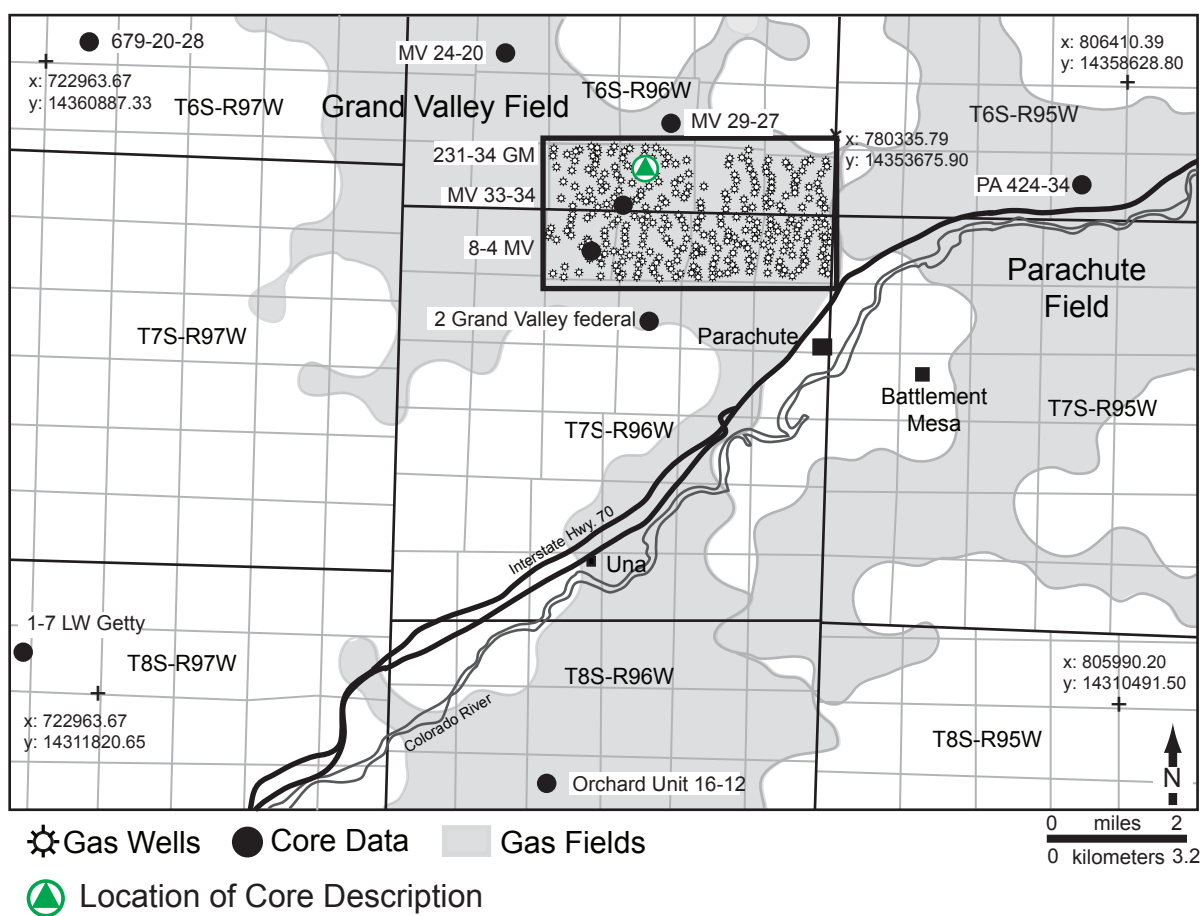 679-20-28
MV 24-20
x: 806410.39
y: 14358628.80
x: 722963.67
y: 14360887.33
T6S-R97W
Grand Valley Field
T6S-R96W
T6S-R95W
MV 29-27
x: 780335.79
y: 14353675.90
231-34 GM
PA 424-34
MV 33-34
8-4 MV
Parachute
Field
2 Grand Valley federal
Parachute
T7S-R97W
Battlement
Mesa
T7S-R95W
T7S-R96W
Interstate Hwy. 70
Una
1-7 LW Getty
T8S-R97W
T8S-R96W
x: 805990.20
y: 14310491.50
x: 722963.67
y: 14311820.65
Colorado River
T8S-R95W
N
Orchard Unit 16-12
Gas Wells
Core Data
Gas Fields
0 miles 2
0 kilometers 3.2
Location of Core Description